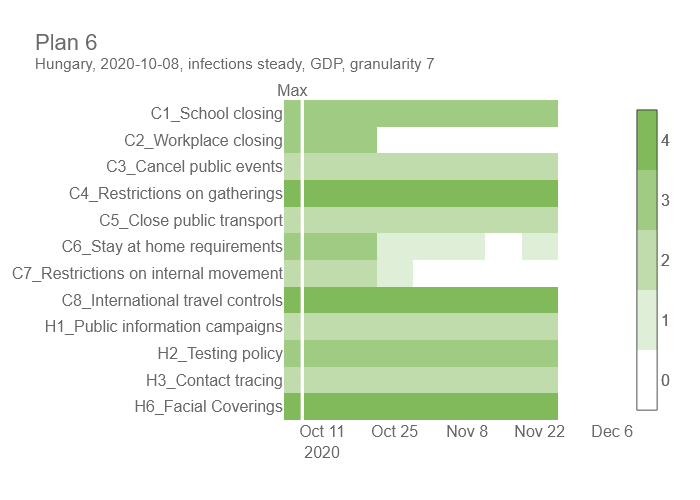 Plan 6
Hungary, 2020-10-08, infections steady, GDP, granularity 7
Max
C1_School closing
C2_Workplace closing
C3_Cancel public events
C4_Restrictions on gatherings
C5_Close public transport
C6_Stay at home requirements
C7_Restrictions on internal movement
C8_International travel controls
H1_Public information campaigns
H2_Testing policy
H3_Contact tracing
H6_Facial Coverings
4
3
2
1
0
Oct 11 Oct 25 Nov 8 Nov 22 Dec 6
2020